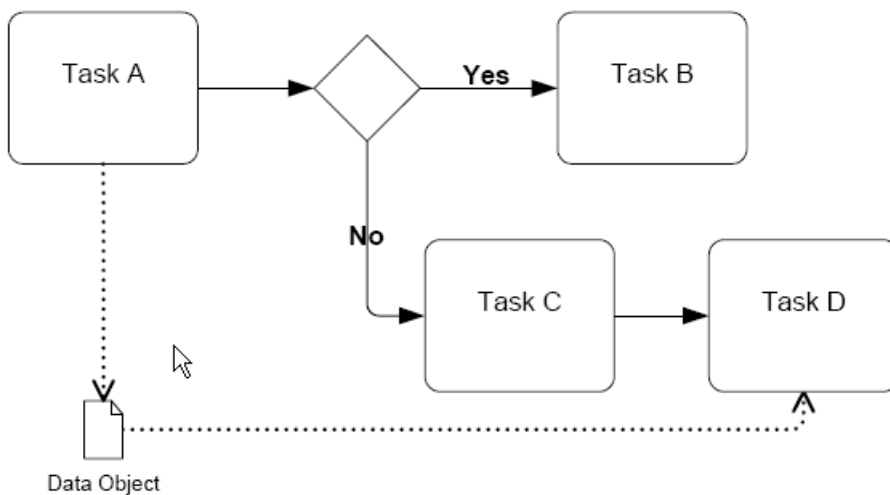 Task A
Yes
Task B
No
Task C
Task D
Data Object